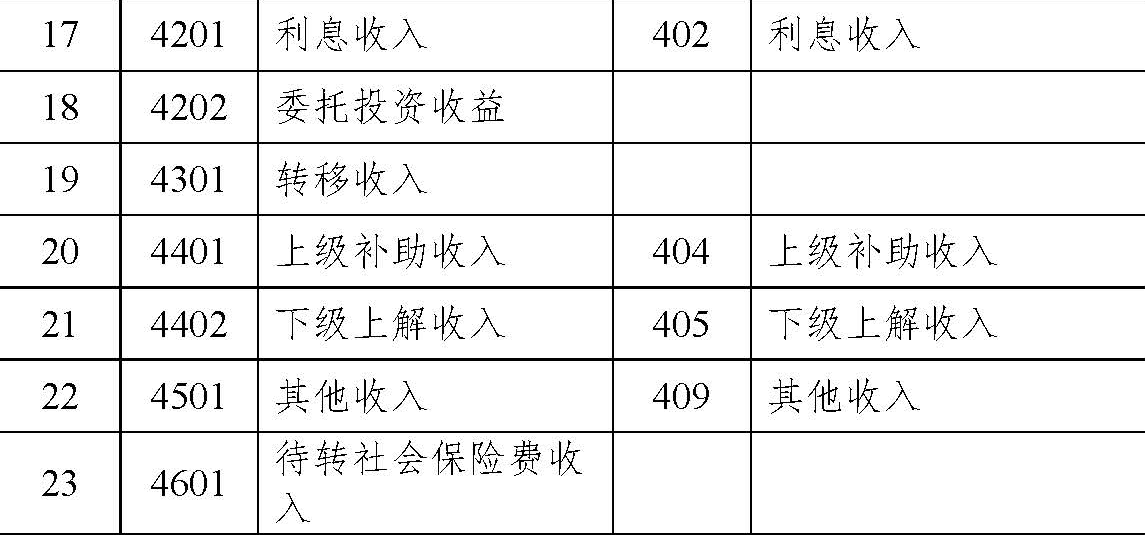 17 4201 利息收入 402 利息收入
18 4202 委托投资收益
19 4301 转移收入
20 4401 上级补助收入 404 上级补助收入
21 4402 下级上解收入 405 下级上解收入
22 4501 其他收入 409 其他收入
23 4601 待转社会保险费收
入